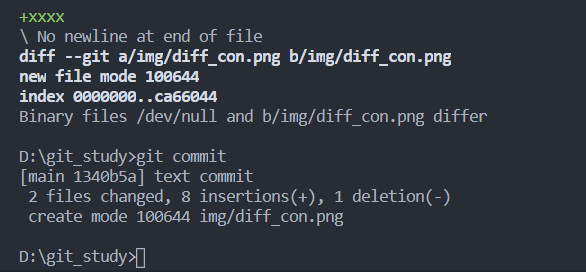 +xxxx
\ No newline at end of file
diff --git a/img/diff_con.png b/img/diff_con.png
new file mode 100644
index 0000000..ca66044
Binary files /dev/null and b/img/diff_con.png differ
D:\git_study>git commit
[main 1340b5a] text commit
2 files changed, 8 insertions(+), 1 deletion(-)
create mode 100644 img/diff_con.png
D:\git_study>